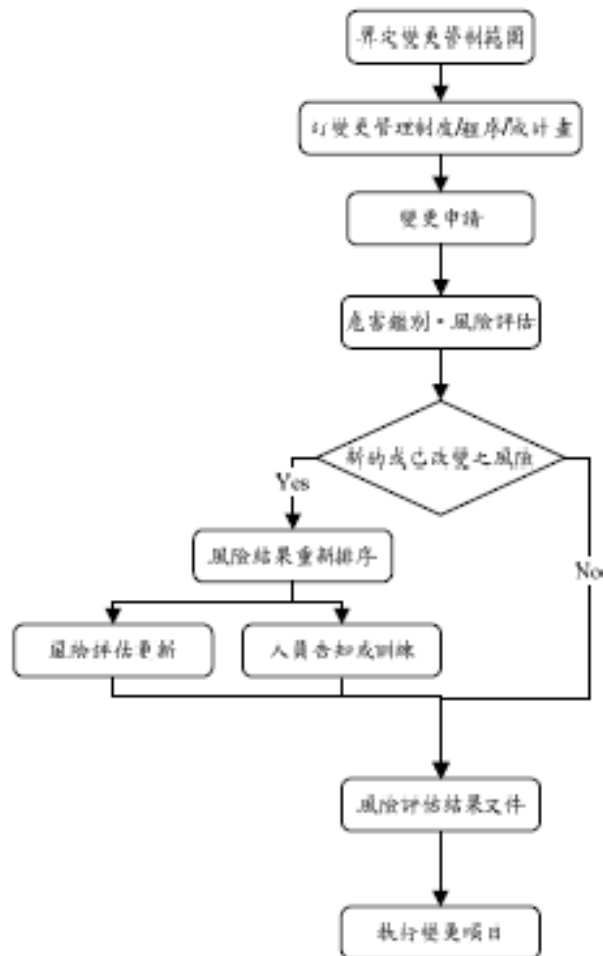 界定變更管制範圍
訂變更管理制度/程序/或計畫
變更申請
危害鑑別、風險評估
新的或已改變之風險
Yes
No
風險結果重新排序
風險評估更新
人員告知或訓練
風險評估結果文件
執行變更項目